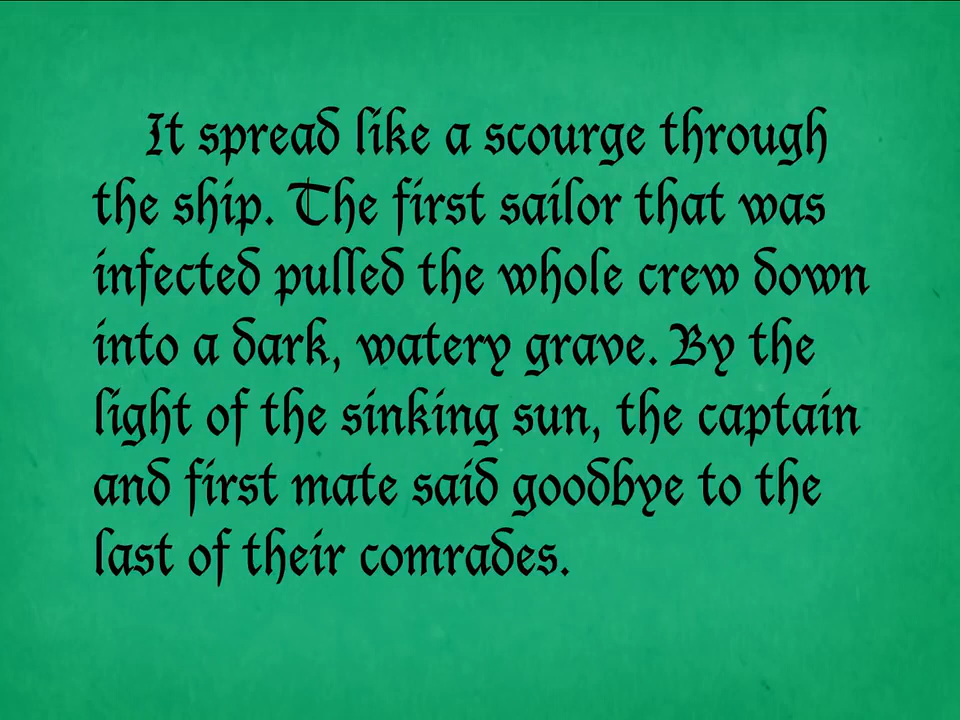 It spread like a scourge through
the ship. The first sailor that was
infected pulled the whole crew down
into a dark, watery grave. By the
light of the sinking sun, the captain
and first mate said goodbye to the
last of their comrades.